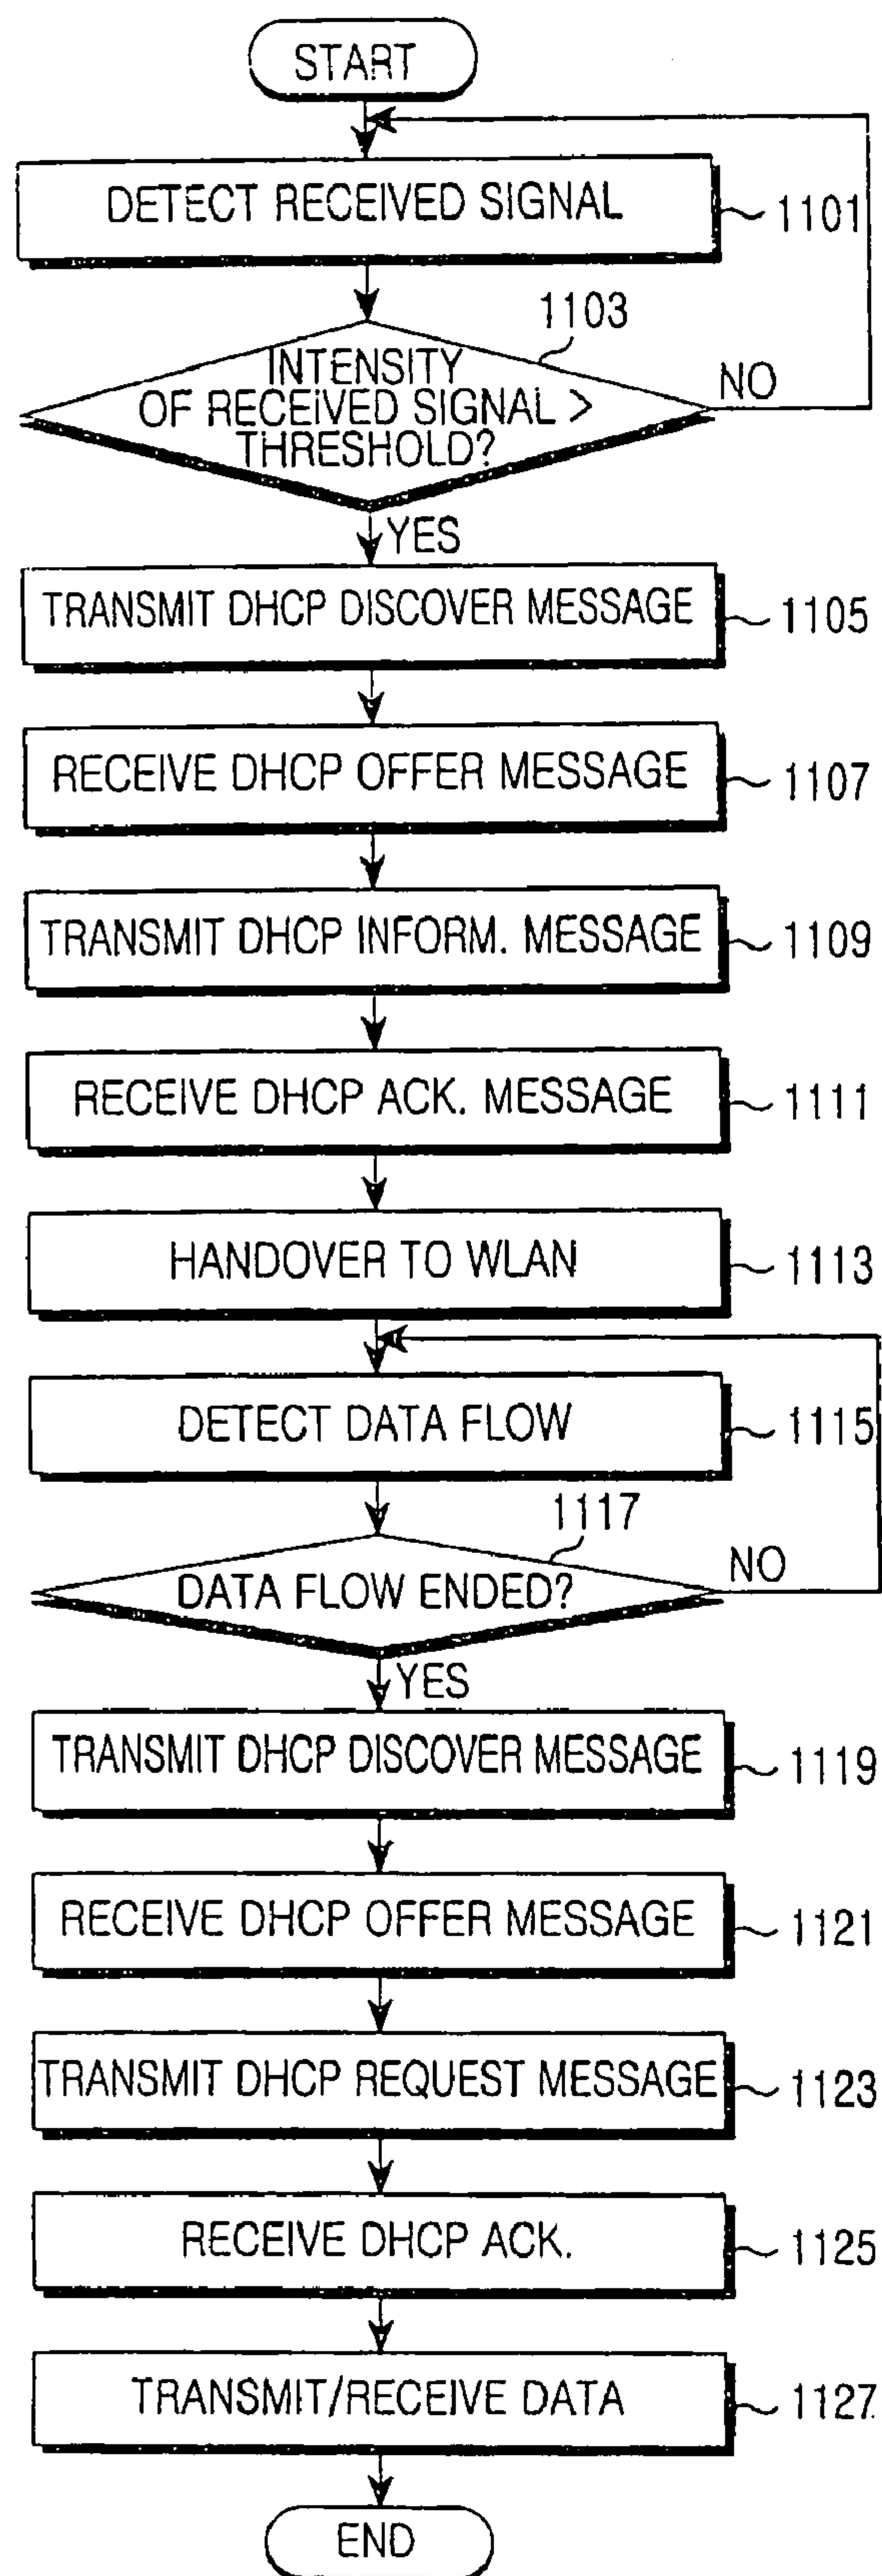 START
DETECT RECEIVED SIGNAL
1101
1103
INTENSITY
OF RECEIVED SIGNAL >
THRESHOLD?
NO
YES
TRANSMIT DHCP DISCOVER MESSAGE
1105
RECEIVE DHCP OFFER MESSAGE
1107
TRANSMIT DHCP INFORM. MESSAGE
1109
RECEIVE DHCP ACK. MESSAGE
1111
HANDOVER TO WLAN
1113
DETECT DATA FLOW
1115
1117
DATA FLOW ENDED?
NO
YES
TRANSMIT DHCP DISCOVER MESSAGE
1119
RECEIVE DHCP OFFER MESSAGE
1121
TRANSMIT DHCP REQUEST MESSAGE
1123
RECEIVE DHCP ACK.
1125
TRANSMIT/RECEIVE DATA
1127
END